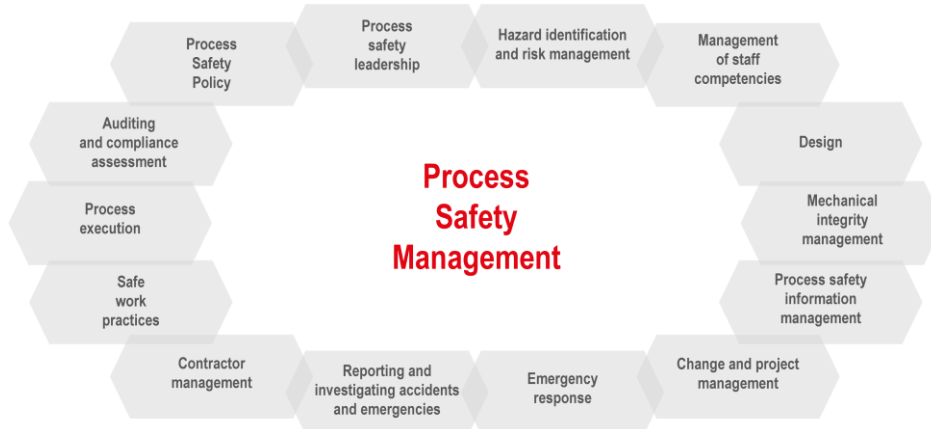 Process
Safety
Policy
Process
safety
leadership
Hazard identification
and risk management
Management
of staff
competencies
Auditing
and compliance
assessment
Design
Process
execution
Process
Safety
Management
Mechanical
integrity
management
Safe
work
practices
Process safety
information
management
Contractor
management
Reporting and
investigating accidents
and emergencies
Emergency
response
Change and project
management